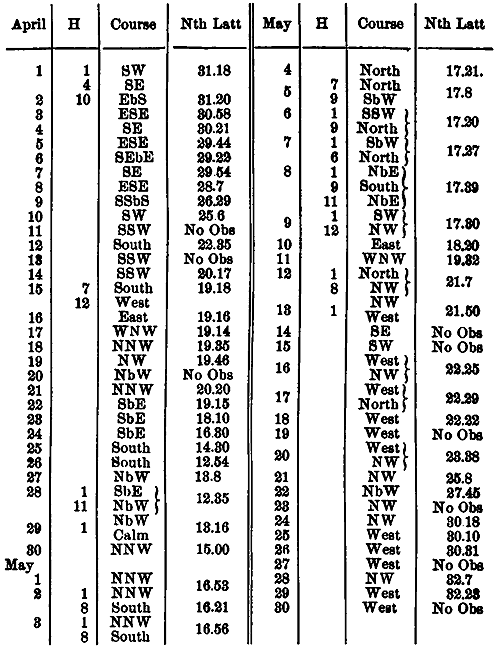 April H Course Nth Latt
1 1 SW 31.18
4 SE
2 10 EbS 31.20
3 ESE 30.58
4 SE 30.21
5 ESE 29.44
6 SEbE 29.23
7 SE 29.54
8 ESE 28.7
9 SSbS 26.29
10 SW 25.6
11 SSW No Obs
12 South 22.35
13 SSW No Obs
14 SSW 20.17
15 7 South 19.18
12 West
16 East 19.16
17 WNW 19.14
18 NNW 19.35
19 NW 19.46
20 NbW No Obs
21 NNW 20.20
22 SbE 19.15
23 SbE 18.10
24 SbE 16.30
25 South 14.30
26 South 12.54
27 NbW 13.8
28 1 SbE 12.35
11 NbW
NbW
29 1 Calm 13.16
30 NNW 15.00
May
1 NNW 16.53
2 1 NNW
8 South 16.21
3 1 NNW 16.56
8 South
May H Course Nth Latt
4 North 17.21.
5 7 North 17.8
9 SbW
6 1 SSW 17.20
9 North
7 1 SbW 17.27
6 North
8 1 NbE 17.39
9 South
11 NbE
9 1 SW 17.30
12 NW
10 East 18.20
11 WNW 19.32
12 1 North 21.7
8 NW
NW
13 1 West 21.50
14 SE No Obs
15 SW No Obs
16 West 22.25
NW
17 West 22.29
North
18 West 22.22
19 West No Obs
20 West 23.38
NW
21 NW 25.8
22 NbW 27.45
23 NW No Obs
24 NW 30.18
25 West 30.10
26 West 30.31
27 West No Obs
28 NW 32.7
29 West 32.23
30 West No Obs